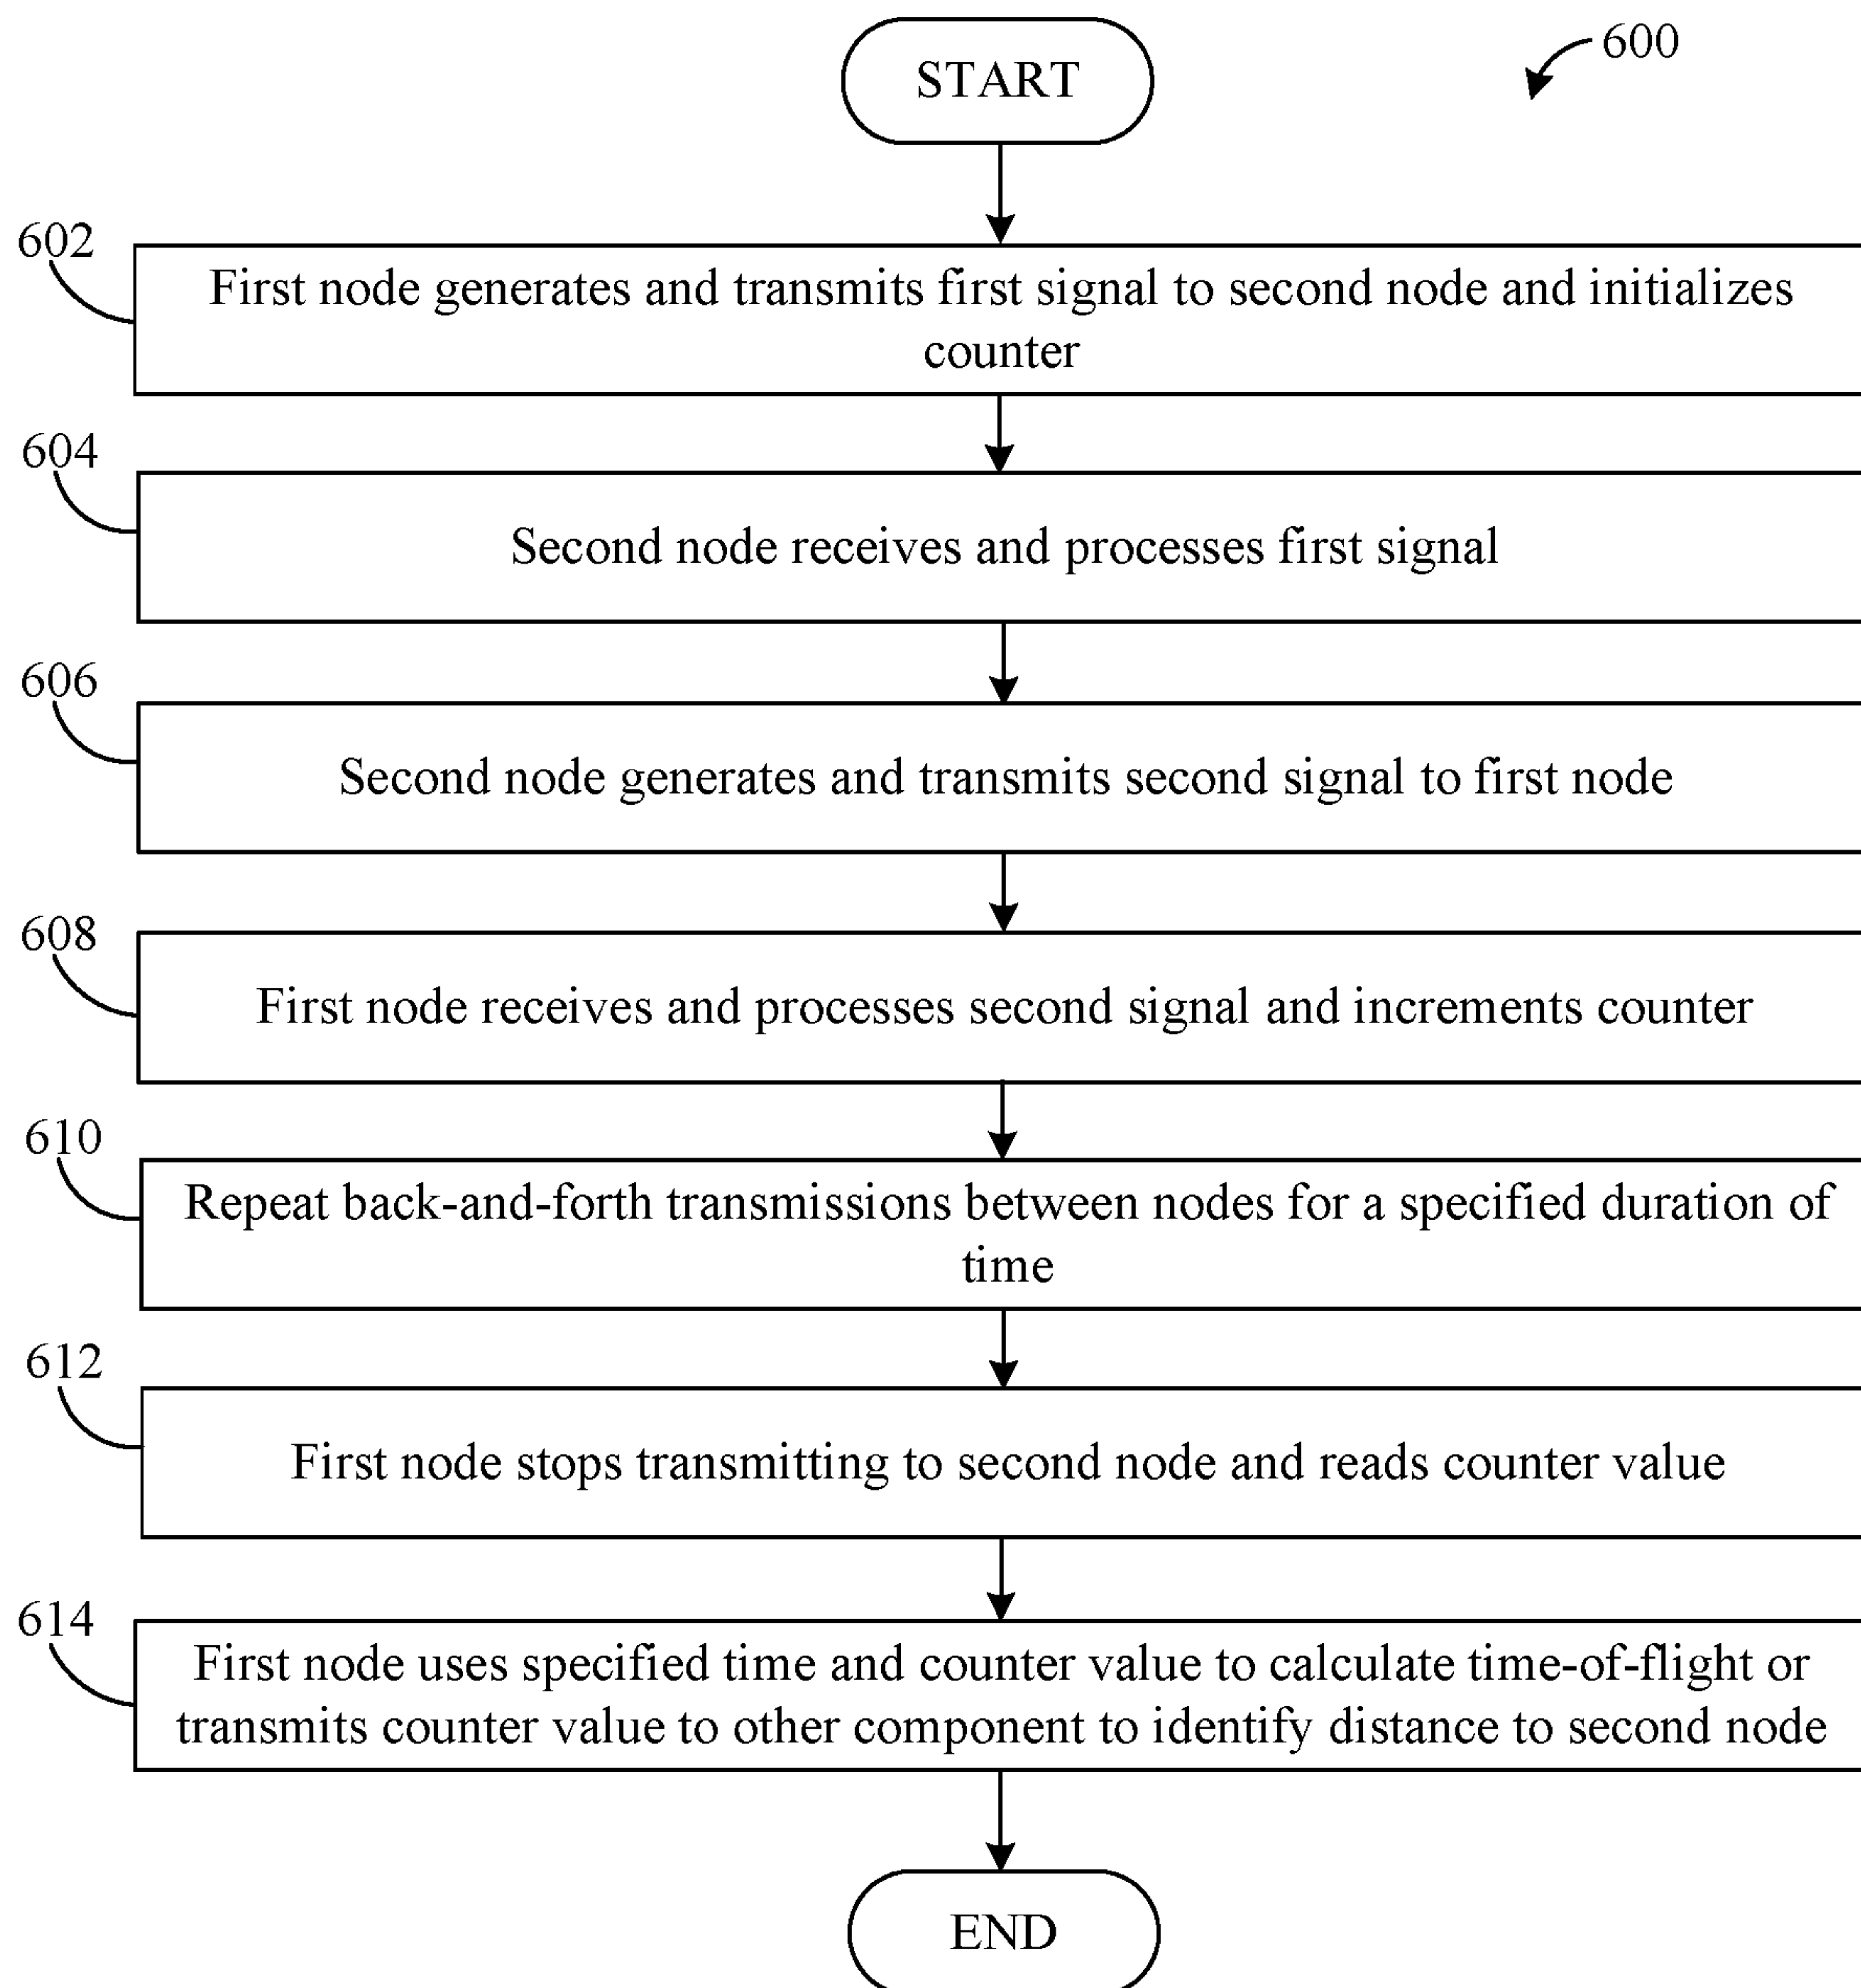 START
600
602
First node generates and transmits first signal to second node and initializes
counter
604
Second node receives and processes first signal
606
Second node generates and transmits second signal to first node
608
First node receives and processes second signal and increments counter
610
Repeat back-and-forth transmissions between nodes for a specified duration of
time
612
First node stops transmitting to second node and reads counter value
614
First node uses specified time and counter value to calculate time-of-flight or
transmits counter value to other component to identify distance to second node
END